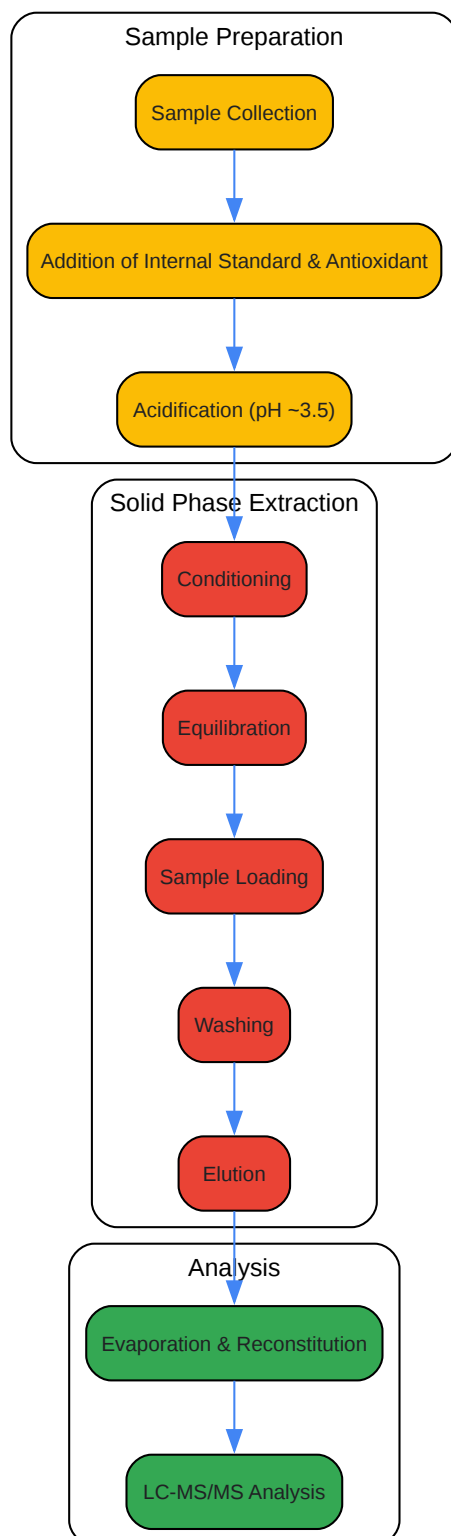 Sample Preparation
Sample Collection
Addition of Internal Standard & Antioxidant
Acidification (pH ~3.5)
Solid Phase Extraction
Conditioning
Equilibration
Sample Loading
Washing
Elution
Analysis
Evaporation & Reconstitution
LC-MS/MS Analysis